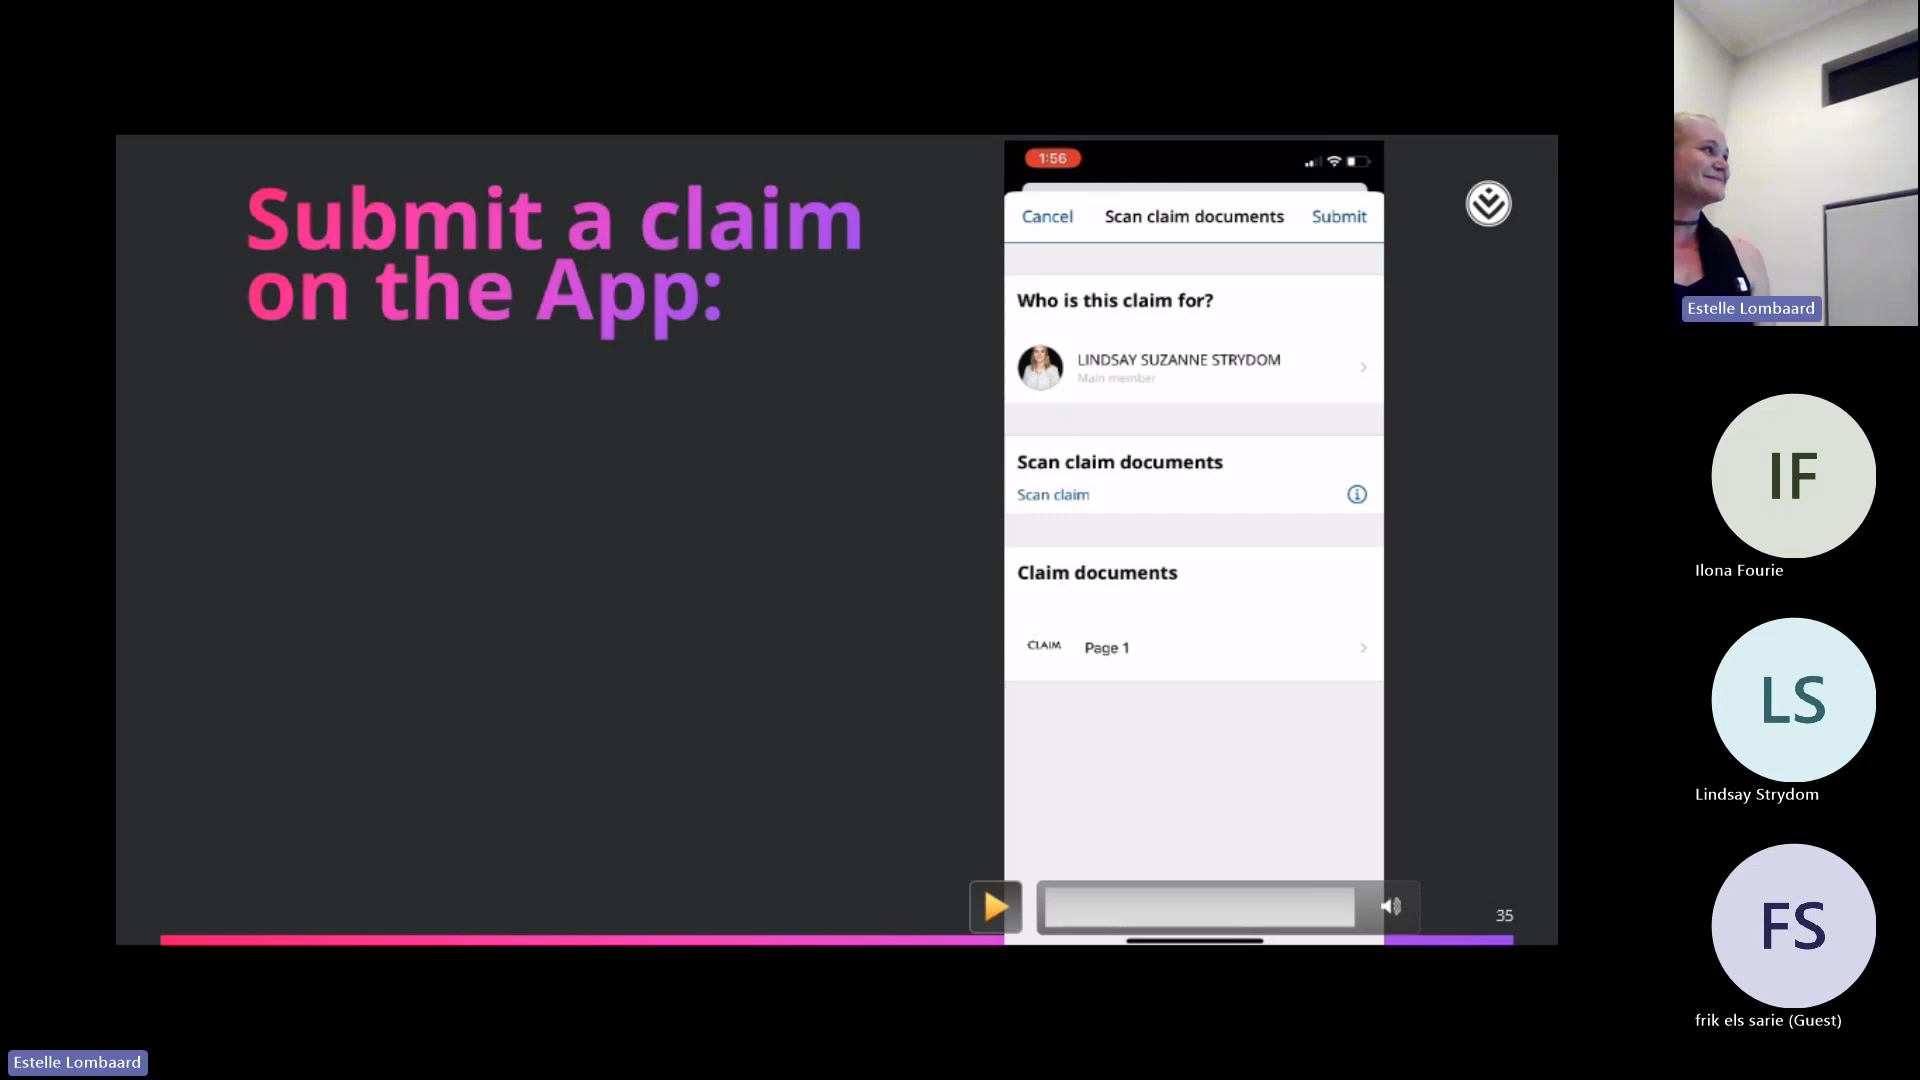 Submit a claim
on the App:
1:56
Cancel
Scan claim documents
Submit
Who is this claim for?
LINDSAY SUZANNE STRYDOM
Main member
Scan claim documents
Scan claim
Claim documents
CLAIM
Page 1
35
Estelle Lombaard
IF
Ilona Fourie
LS
Lindsay Strydom
FS
frik els sarie (Guest)
Estelle Lombaard